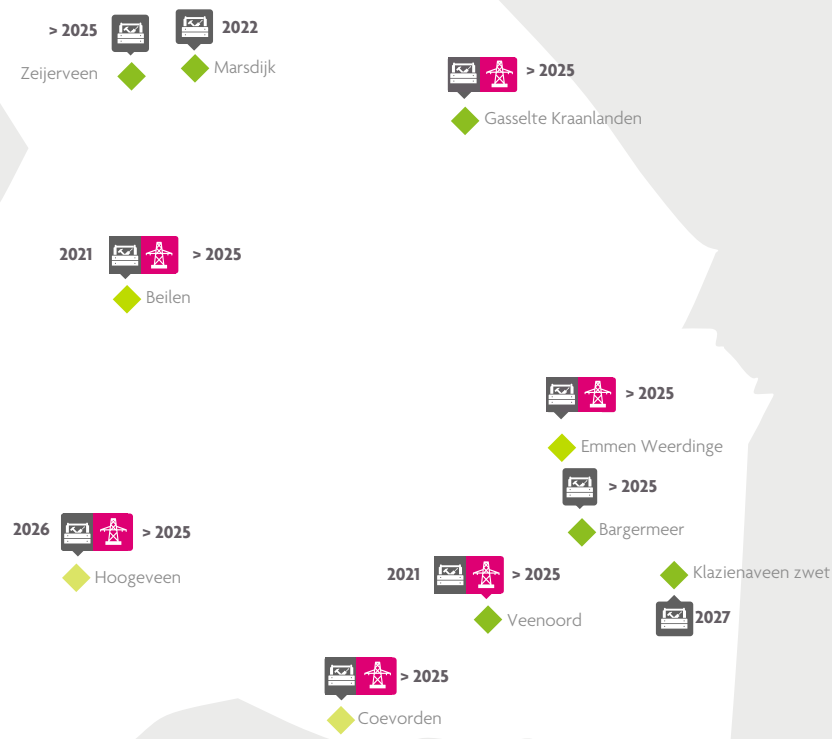 > 2025
2022
Zeijerveen
Marsdijk
> 2025
Gasselte Kraanlanden
2021
> 2025
Beilen
> 2025
Emmen Weerdinge
> 2025
Bargermeer
2026
> 2025
Hoogeveen
2021
> 2025
Veenoord
Klazienaveen zwet
2027
> 2025
Coevorden